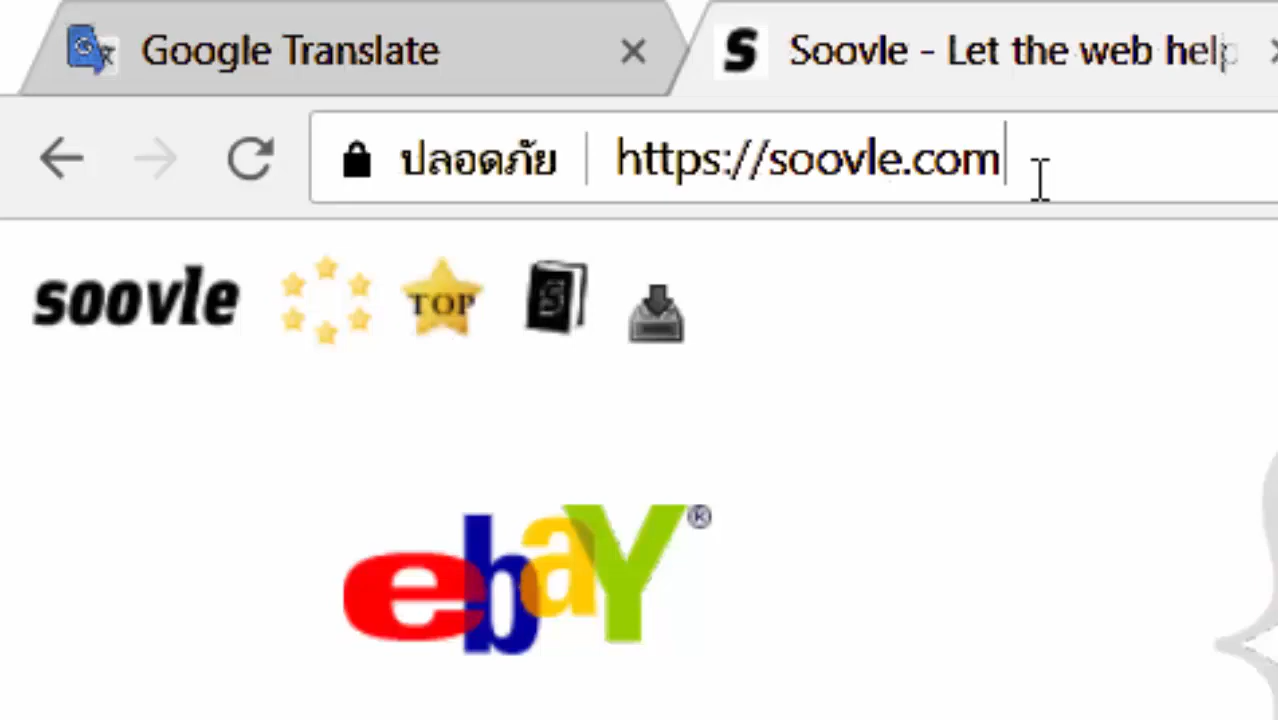 Google Translate
Soovle - Let the web help
ปลอดภัย https://soovle.com
soovle
TOP
S
ebaY®